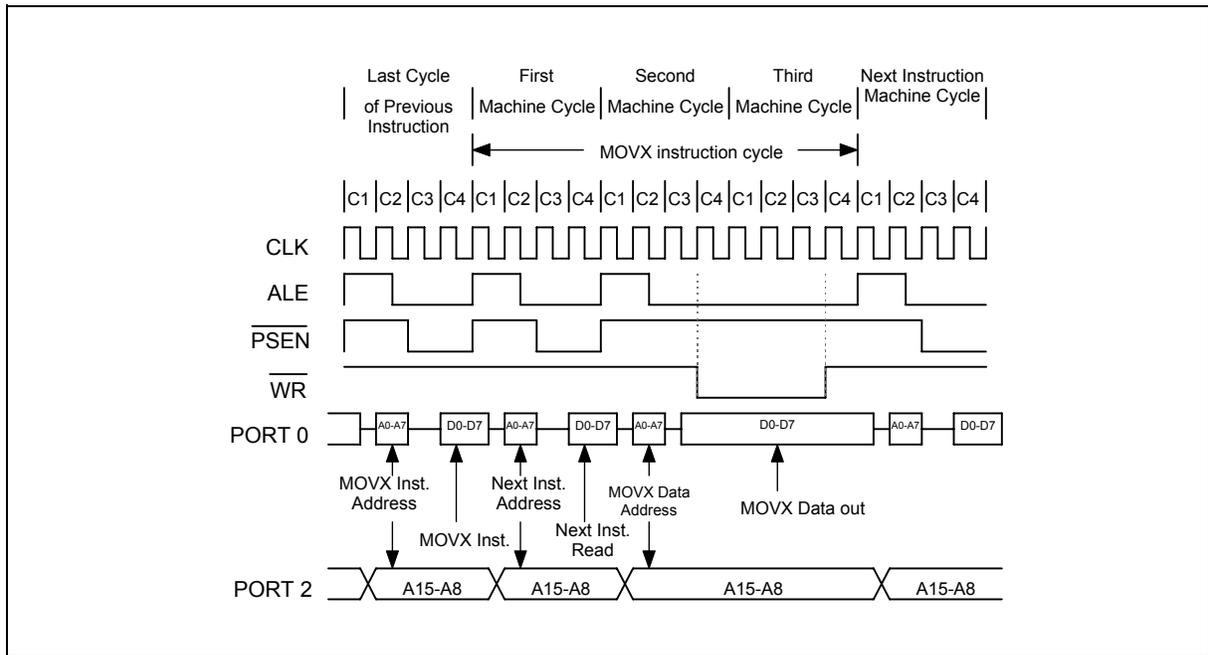 Last Cycle
of Previous
Instruction
First
Machine Cycle
Second
Machine Cycle
Third
Machine Cycle
Next Instruction
Machine Cycle
MOVX instruction cycle
C1 C2 C3 C4 C1 C2 C3 C4 C1 C2 C3 C4 C1 C2 C3 C4 C1 C2 C3 C4
CLK
ALE
PSEN
WR
PORT 0
A0-A7 D0-D7 A0-A7 D0-D7 A0-A7 D0-D7 A0-A7 D0-D7
MOVX Inst.
Address
MOVX Inst.
Next Inst.
Address
Next Inst.
Read
MOVX Data
Address
MOVX Data out
PORT 2
A15-A8 A15-A8 A15-A8 A15-A8